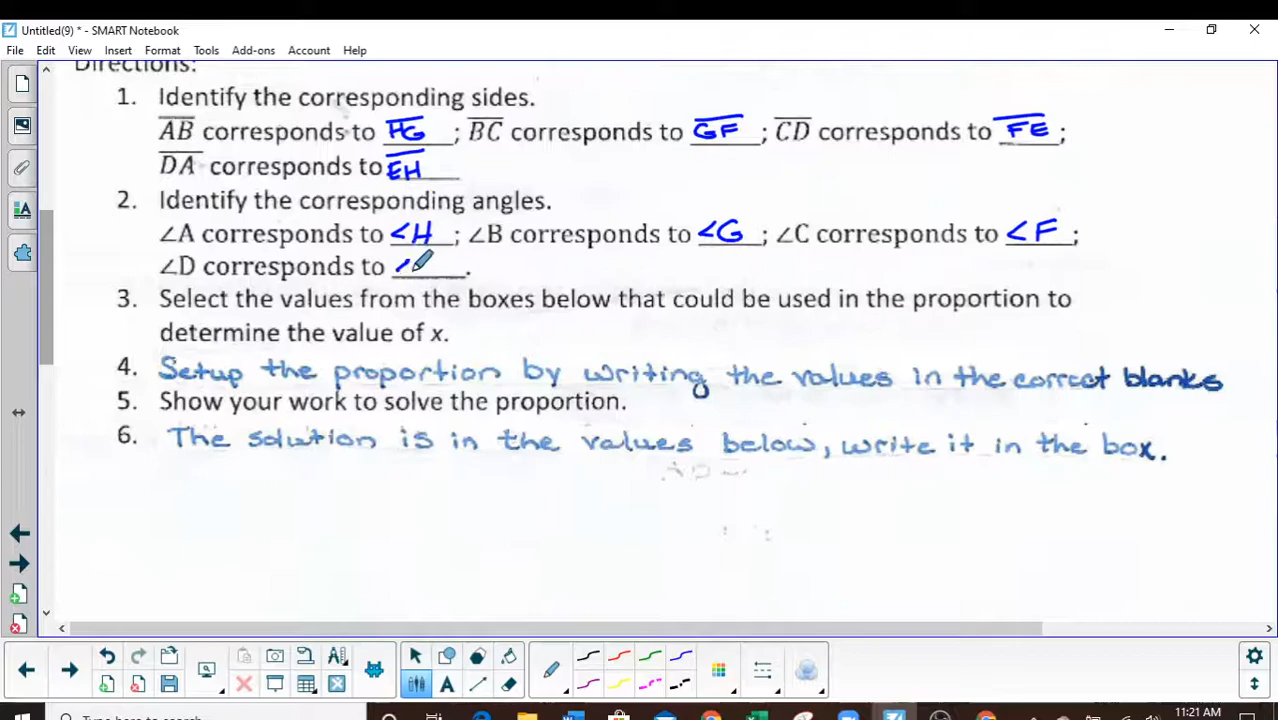 Untitled(9) * - SMART Notebook
File Edit View Insert Format Tools Add-ons Account Help
Directions:
1. Identify the corresponding sides.
AB corresponds to HG ; BC corresponds to GF ; CD corresponds to FE ;
DA corresponds to EH
2. Identify the corresponding angles.
∠A corresponds to ∠H ; ∠B corresponds to ∠G ; ∠C corresponds to ∠F ;
∠D corresponds to ____ .
3. Select the values from the boxes below that could be used in the proportion to
determine the value of x.
4. Setup the proportion by writing the values in the correct blanks
5. Show your work to solve the proportion.
6. The solution is in the values below, write it in the box.
11:21 AM
Type here to search